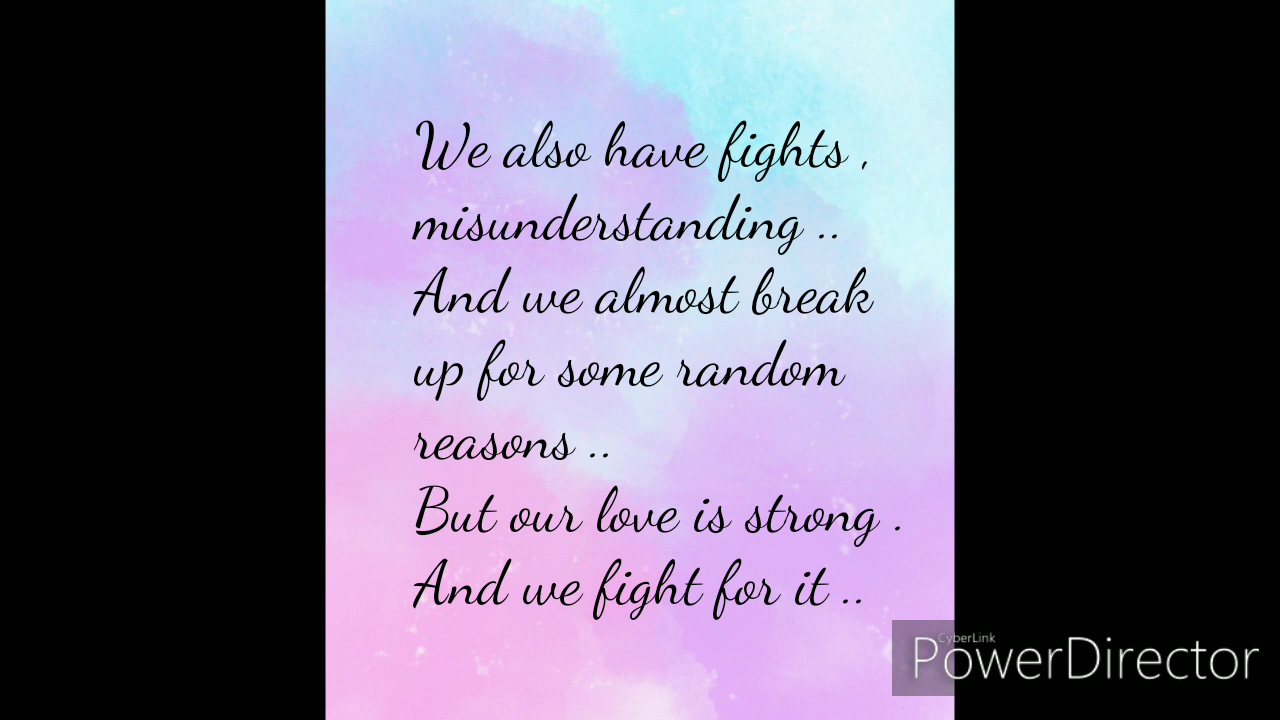 We also have fights ,
misunderstanding ..
And we almost break
up for some random
reasons ..
But our love is strong .
And we fight for it ..
CyberLink
PowerDirector